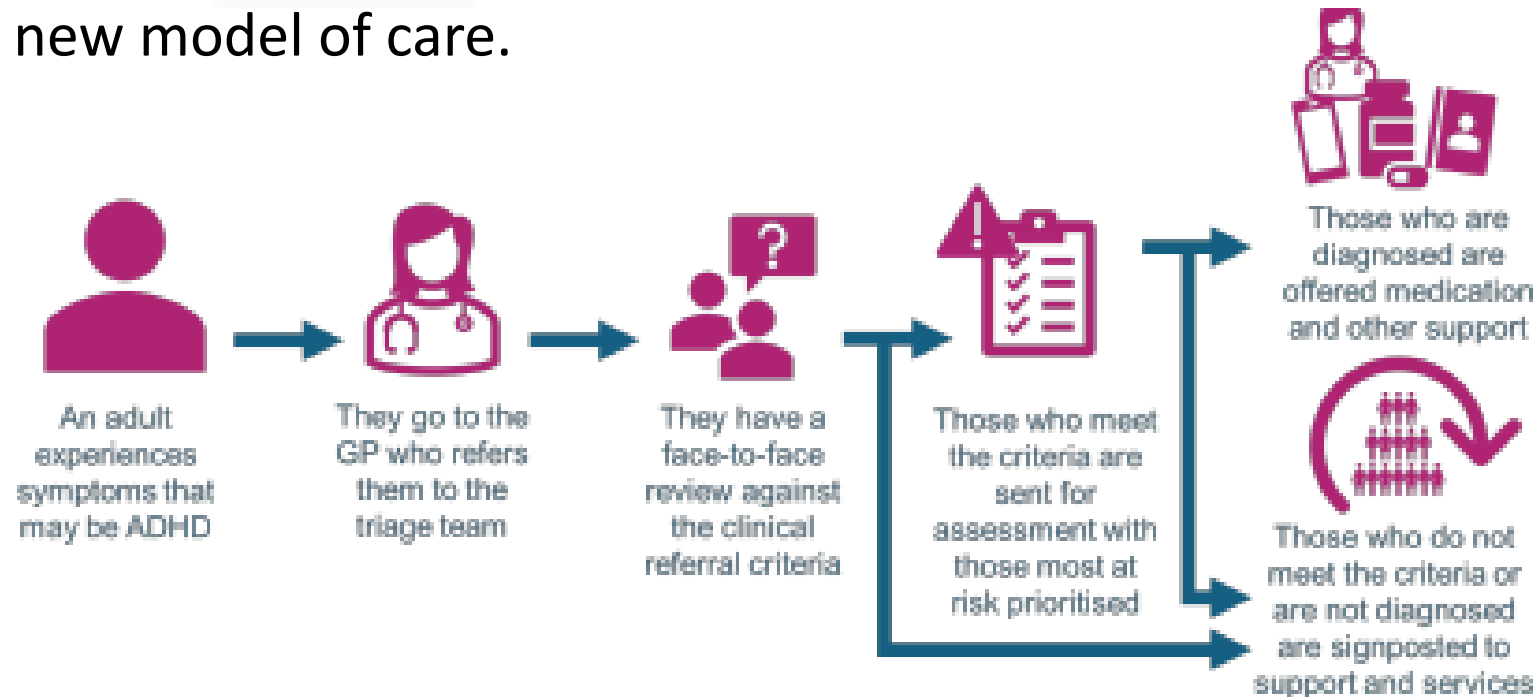 new model of care.
An adult
experiences
symptoms that
may be ADHD
They go to the
GP who refers
them to the
triage team
They have a
face-to-face
review against
the clinical
referral criteria
Those who meet
the criteria are
sent for
assessment with
those most at
risk prioritised
Those who are
diagnosed are
offered medication
and other support
Those who do not
meet the criteria or
are not diagnosed
are signposted to
support and services